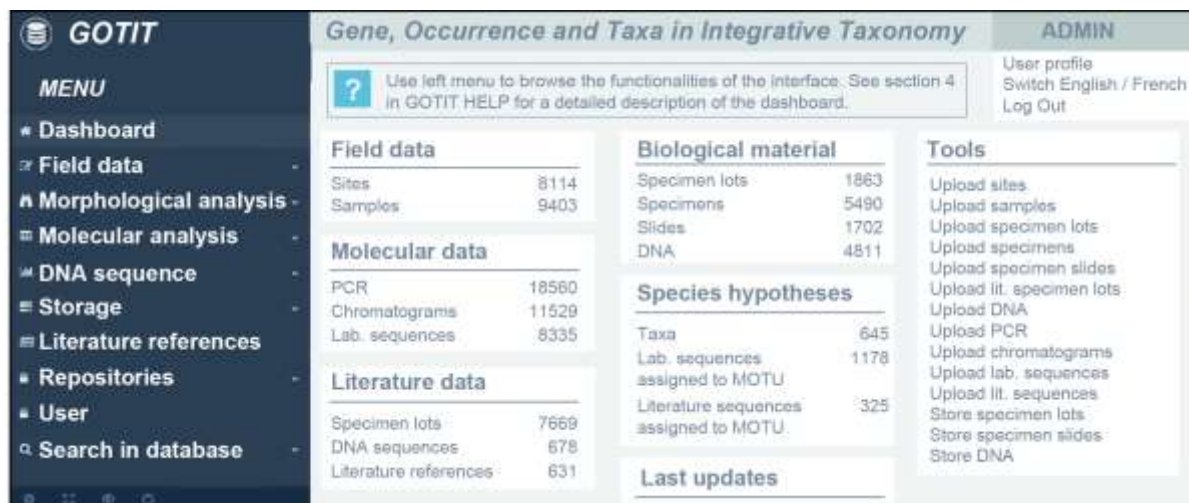 GOTIT
MENU
Dashboard
Field data
Morphological analysis
Molecular analysis
DNA sequence
Storage
Literature references
Repositories
User
Search in database
Gene, Occurrence and Taxa in Integrative Taxonomy
ADMIN
User profile
Switch English / French
Log Out
?
Use left menu to browse the functionalities of the interface. See section 4
in GOTIT HELP for a detailed description of the dashboard.
Field data
Sites 8114
Samples 9403
Molecular data
PCR 18560
Chromatograms 11529
Lab. sequences 8335
Literature data
Specimen lots 7669
DNA sequences 678
Literature references 631
Biological material
Specimen lots 1863
Specimens 5490
Slides 1702
DNA 4811
Species hypotheses
Taxa 645
Lab. sequences 1178
assigned to MOTU
Literature sequences 325
assigned to MOTU
Last updates
Tools
Upload sites
Upload samples
Upload specimen lots
Upload specimens
Upload specimen slides
Upload lit. specimen lots
Upload DNA
Upload PCR
Upload chromatograms
Upload lab. sequences
Upload lit. sequences
Store specimen lots
Store specimen slides
Store DNA